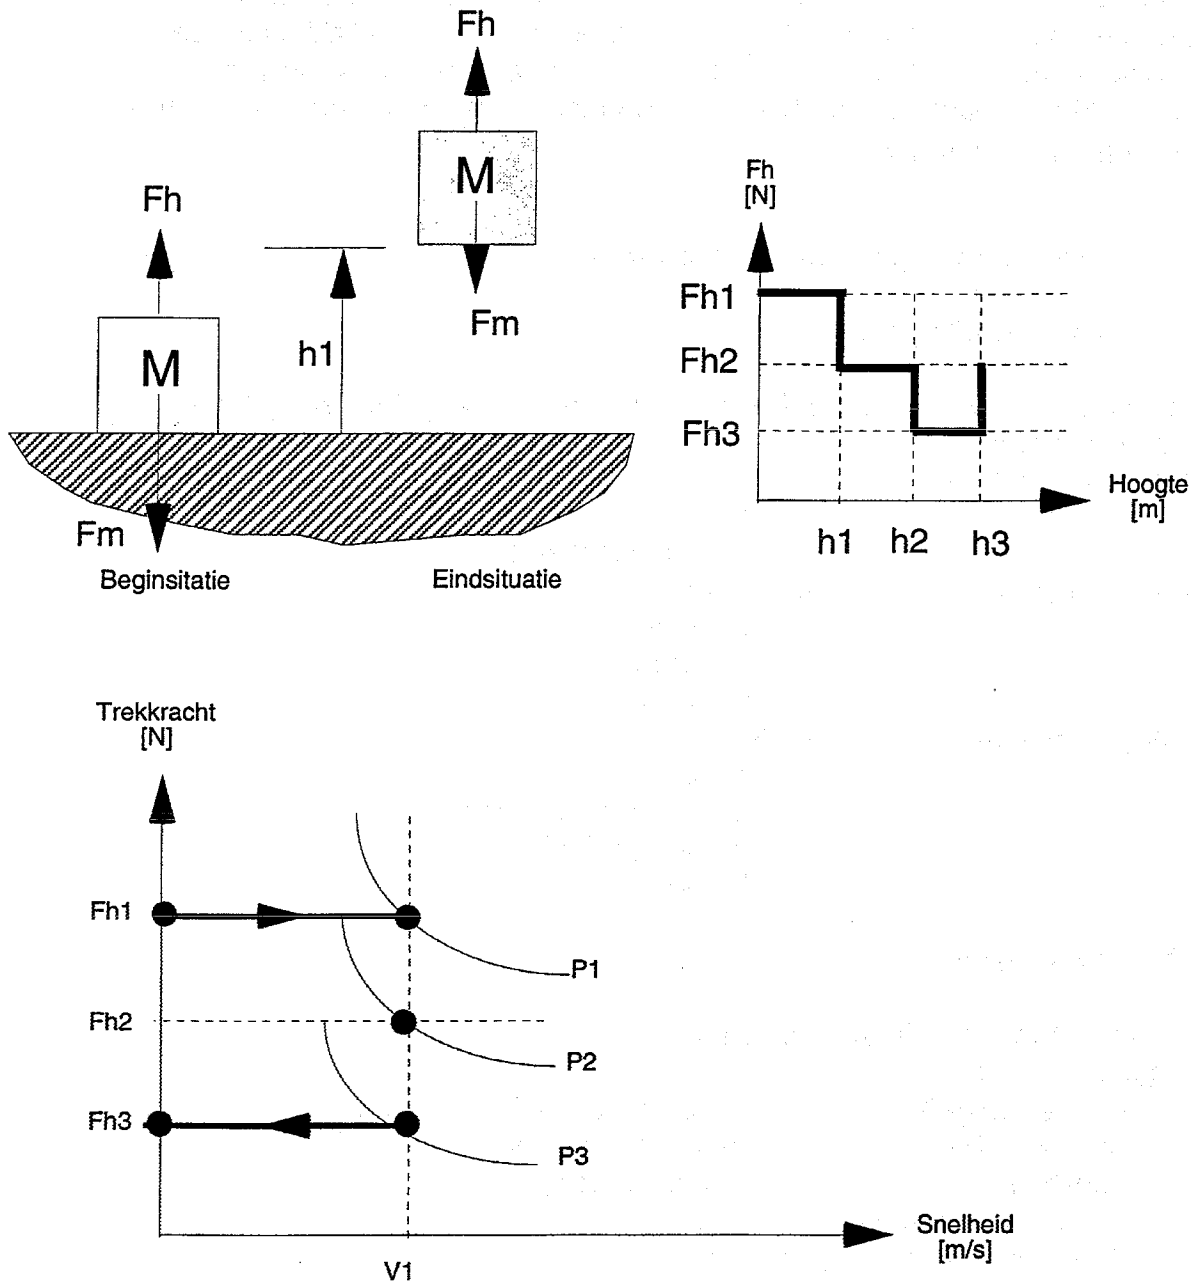 Fh
M
Fm
Fh
M
Fm
h1
Beginsitatie
Eindsituatie
Fh
[N]
Fh1
Fh2
Fh3
h1
h2
h3
Hoogte
[m]
Trekkracht
[N]
Fh1
Fh2
Fh3
P1
P2
P3
V1
Snelheid
[m/s]